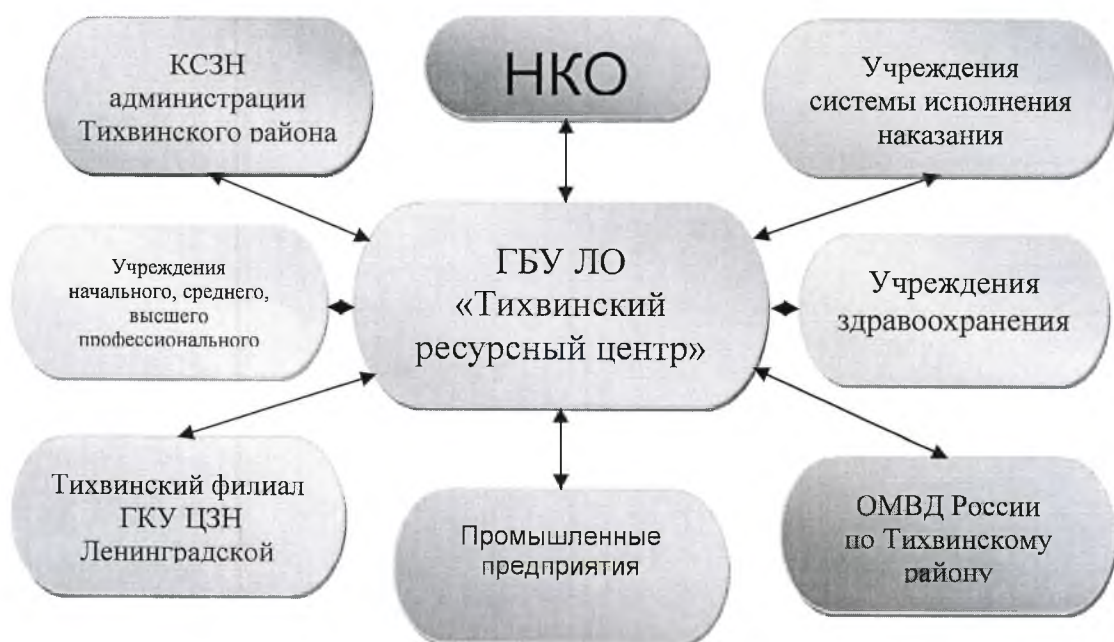 КСЗН
администрации
Тихвинского района
НКО
Учреждения
системы исполнения
наказания
Учреждения
начального, среднего,
высшего
профессионального
ГБУ ЛО
«Тихвинский
ресурсный центр»
Учреждения
здравоохранения
Тихвинский филиал
ГКУ ЦЗН
Ленинградской
Промышленные
предприятия
ОМВД России
по Тихвинскому
району